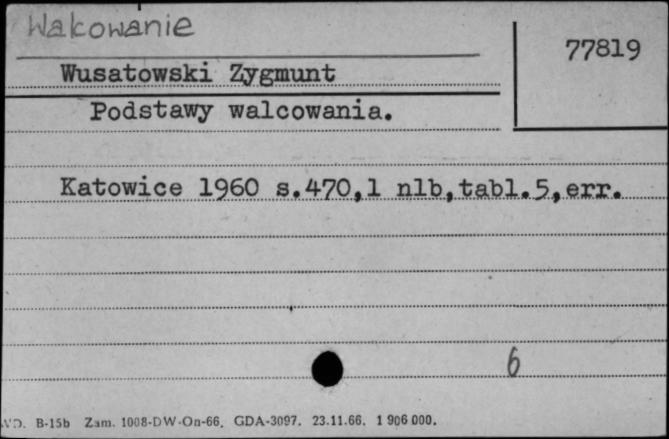 Walcowanie
77819
Wusatowski Zygmunt
Podstawy walcowania.
Katowice 1960 s.470,1 nlb,tabl.5,err.
6
B-15b Zam. 1008-DW-On-66. GDA-3097. 23.11.66. 1 906 000.